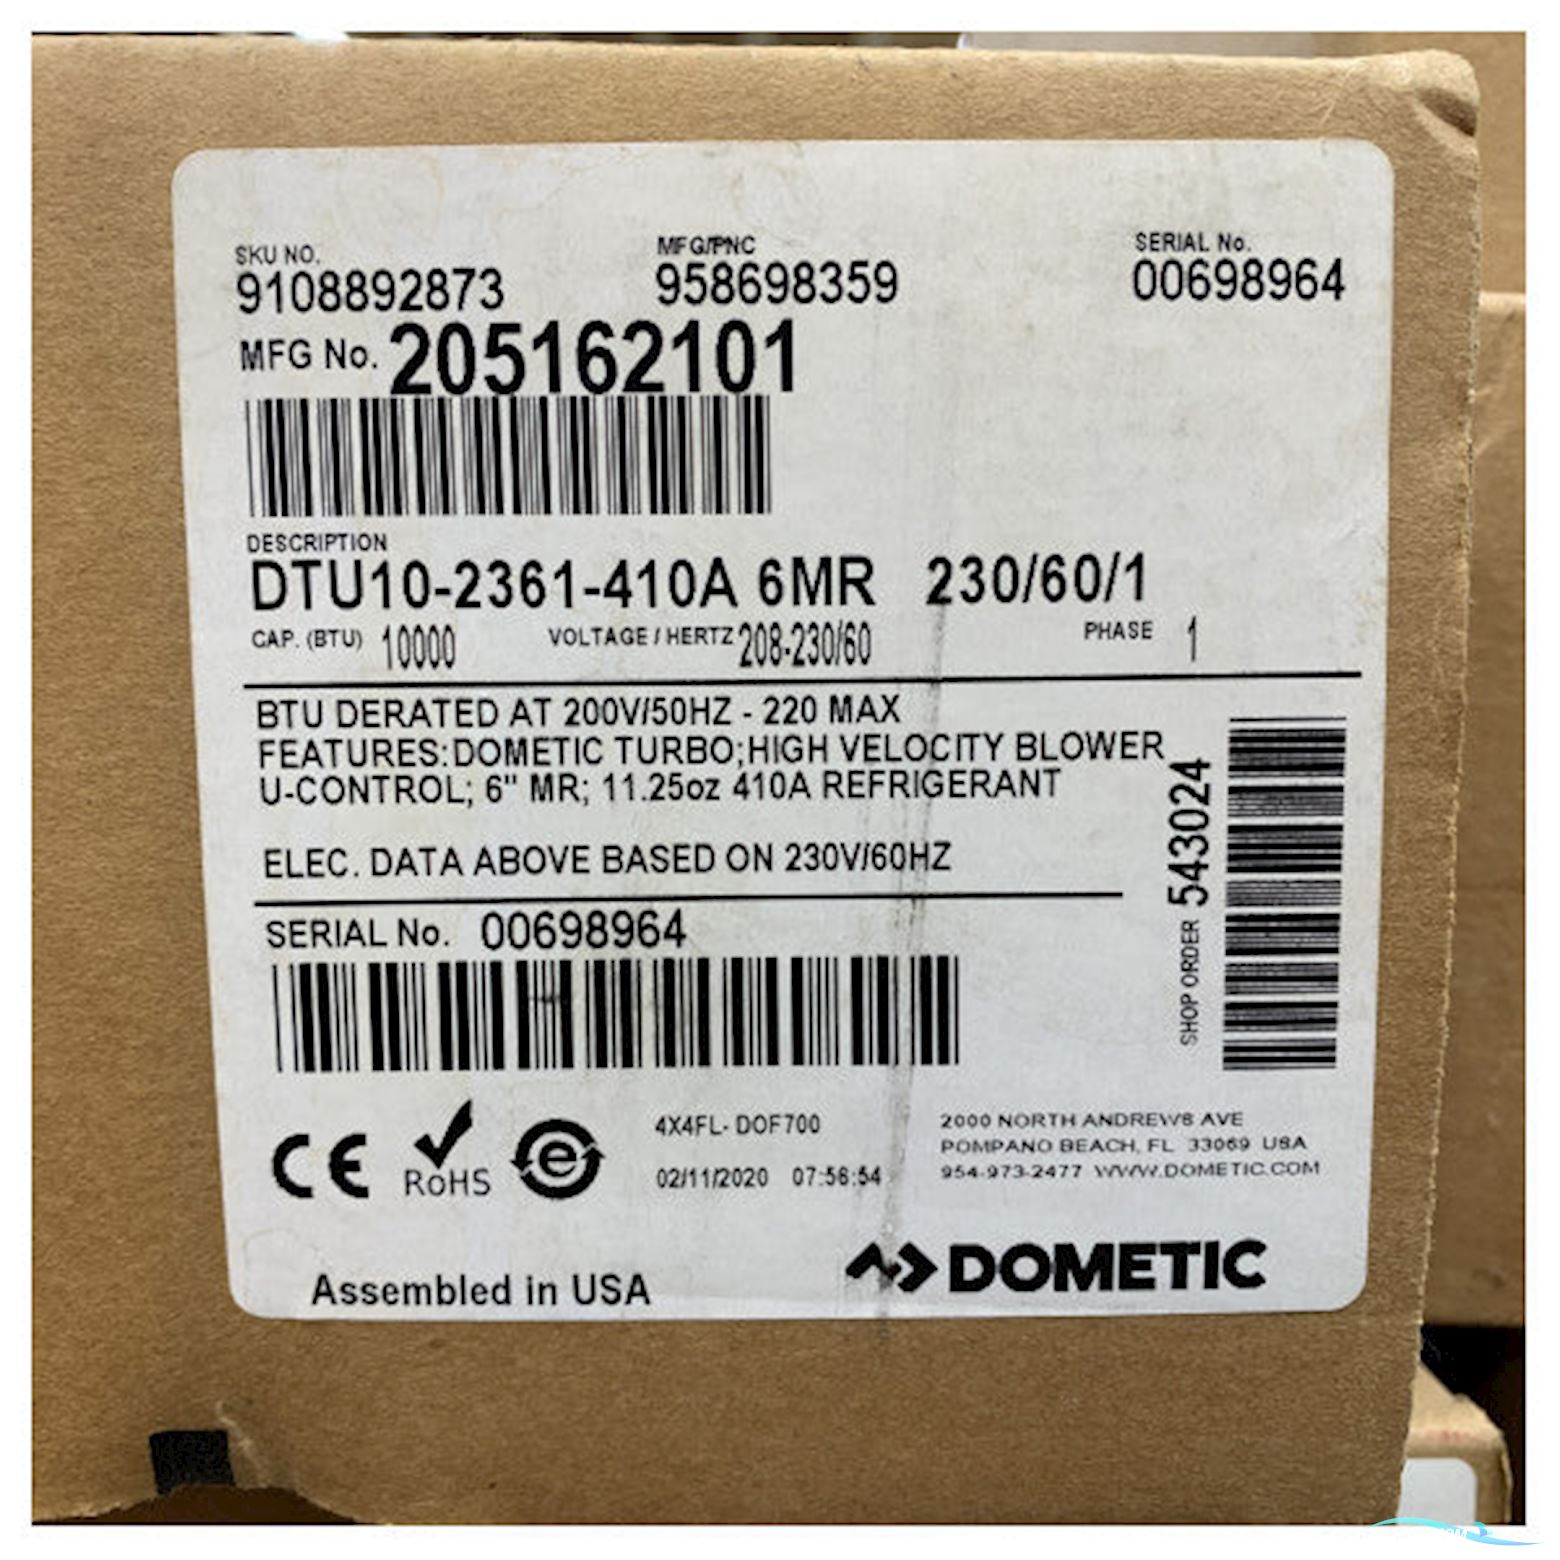 SKU NO. MFG/PNC SERIAL No.
9108892873 958698359 00698964
MFG No. 205162101
DESCRIPTION
DTU10-2361-410A 6MR 230/60/1
CAP. (BTU) 10000 VOLTAGE / HERTZ 208-230/60 PHASE 1
BTU DERATED AT 200V/50HZ - 220 MAX
FEATURES:DOMETIC TURBO;HIGH VELOCITY BLOWER
U-CONTROL; 6" MR; 11.25oz 410A REFRIGERANT
ELEC. DATA ABOVE BASED ON 230V/60HZ
SHOP ORDER 543024
SERIAL No. 00698964
CE RoHS e
4X4FL- DOF700
02/11/2020 07:56:54
2000 NORTH ANDREWS AVE
POMPANO BEACH, FL 33069 USA
954-973-2477 WWW.DOMETIC.COM
Assembled in USA
DOMETIC